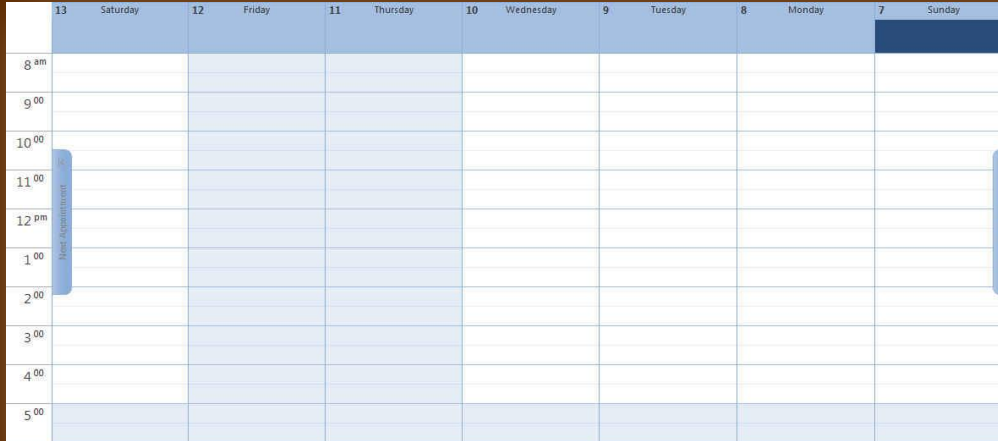 13 Saturday 12 Friday 11 Thursday 10 Wednesday 9 Tuesday 8 Monday 7 Sunday
8 am
9 00
10 00
11 00
12 pm
1 00
2 00
3 00
4 00
5 00
Next Appointment